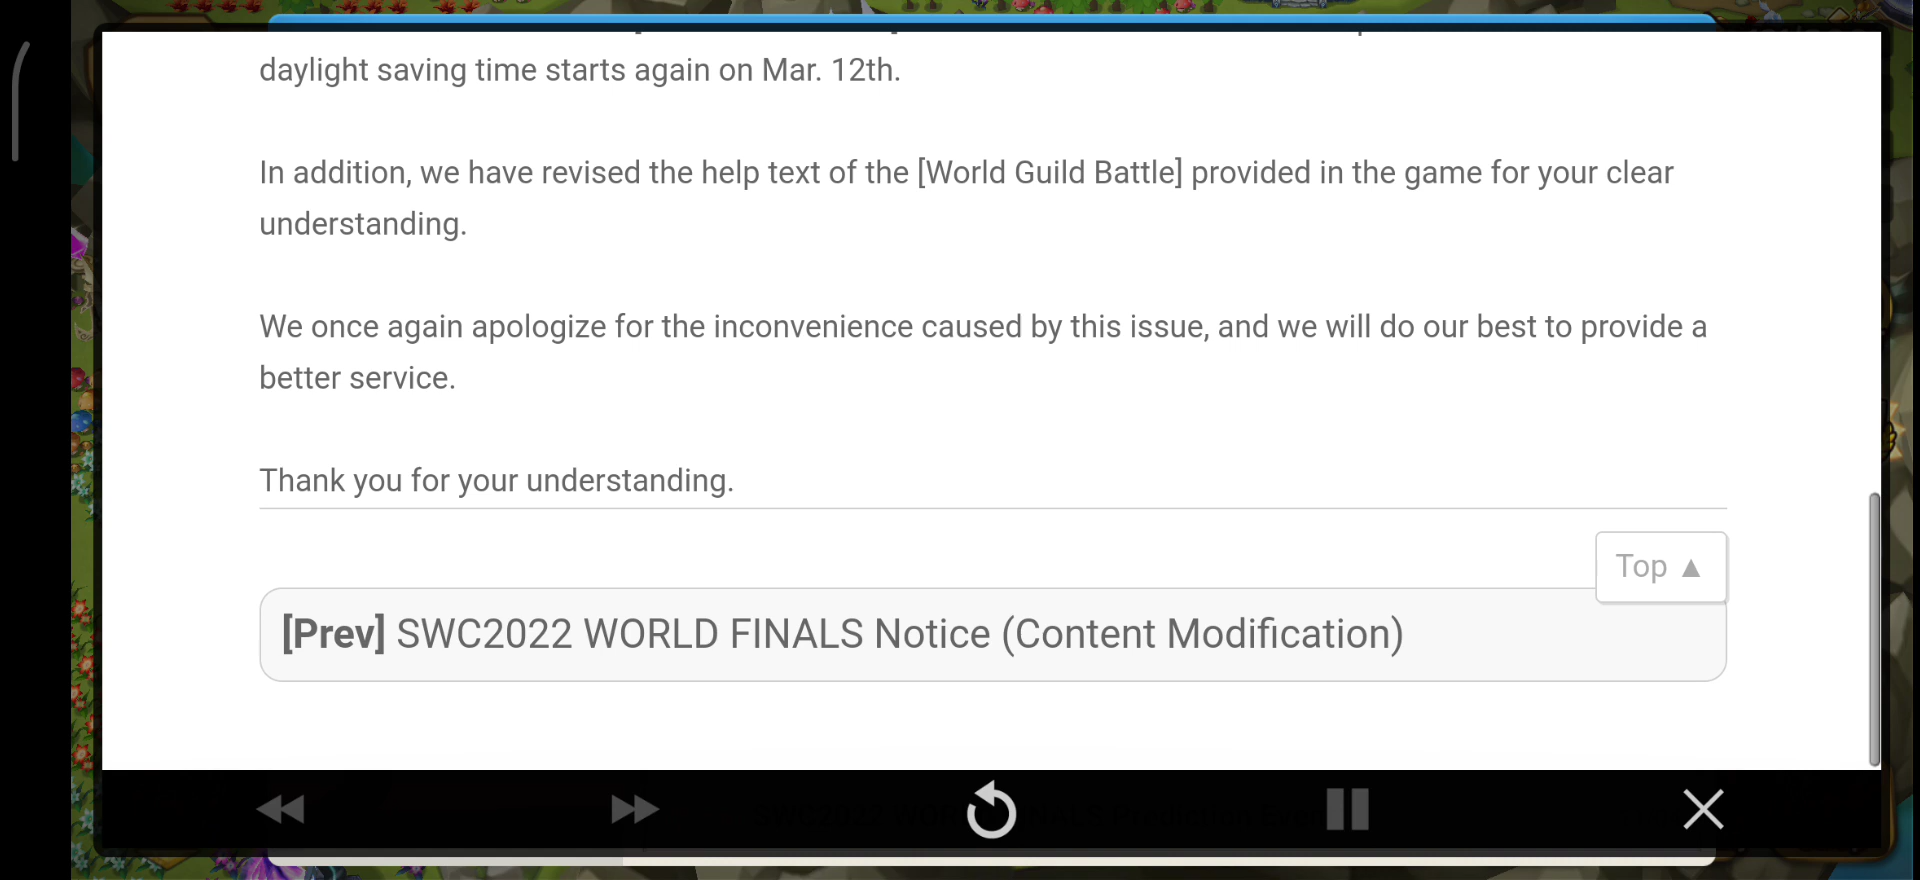 daylight saving time starts again on Mar. 12th.
In addition, we have revised the help text of the [World Guild Battle] provided in the game for your clear
understanding.
We once again apologize for the inconvenience caused by this issue, and we will do our best to provide a
better service.
Thank you for your understanding.
Top ▲
[Prev] SWC2022 WORLD FINALS Notice (Content Modification)